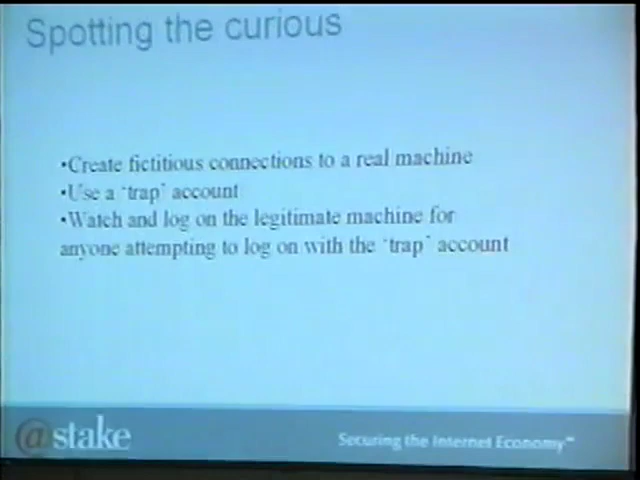 Spotting the curious
•Create fictitious connections to a real machine
•Use a 'trap' account
•Watch and log on the legitimate machine for
anyone attempting to log on with the 'trap' account
@stake
Securing the Internet Economy™